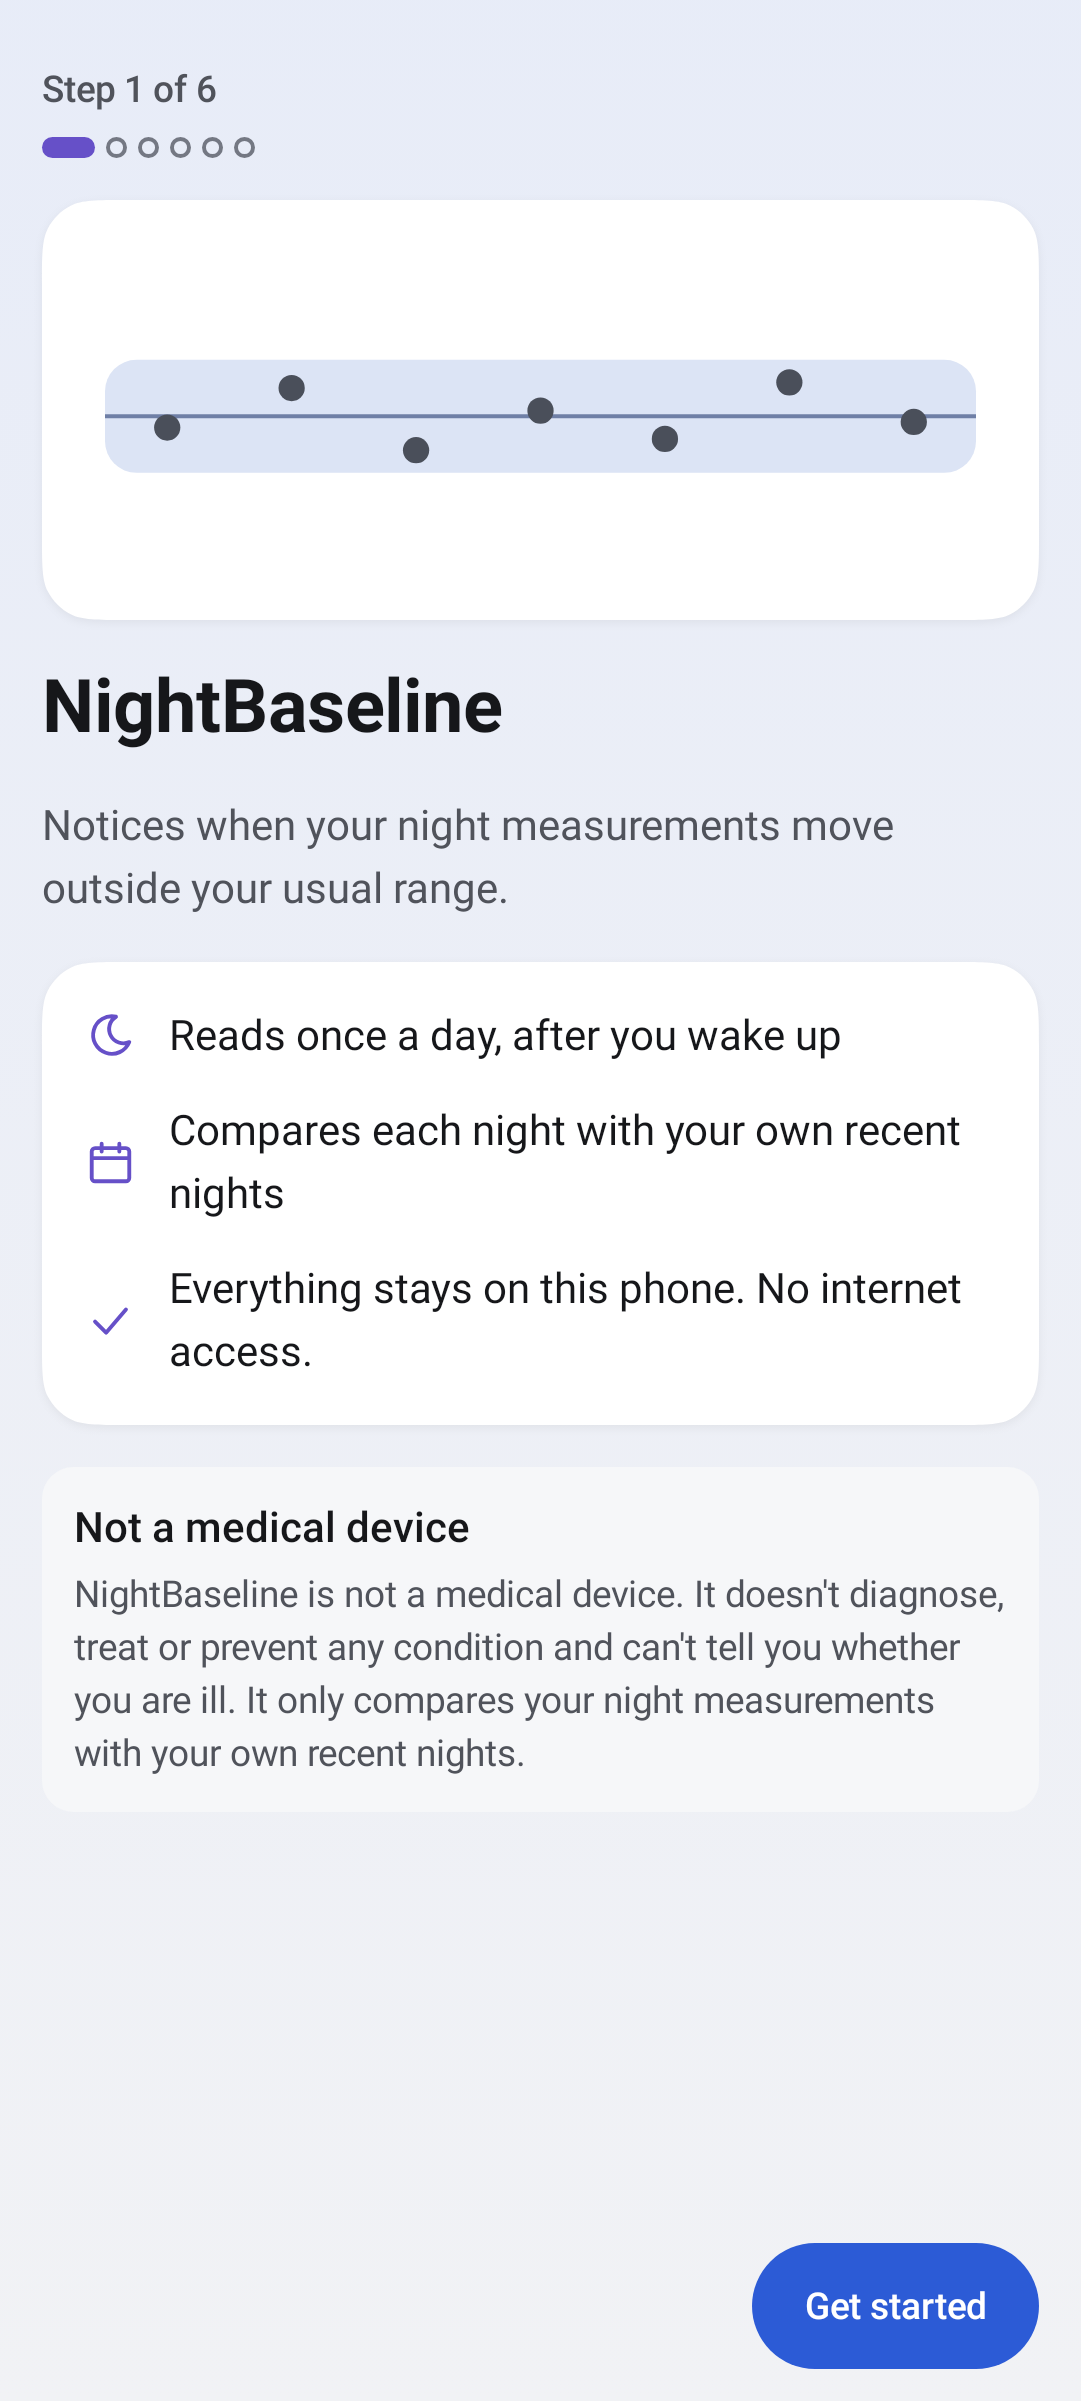 Step 1 of 6
NightBaseline
Notices when your night measurements move
outside your usual range.
Reads once a day, after you wake up
Compares each night with your own recent
nights
Everything stays on this phone. No internet
access.
Not a medical device
NightBaseline is not a medical device. It doesn't diagnose,
treat or prevent any condition and can't tell you whether
you are ill. It only compares your night measurements
with your own recent nights.
Get started